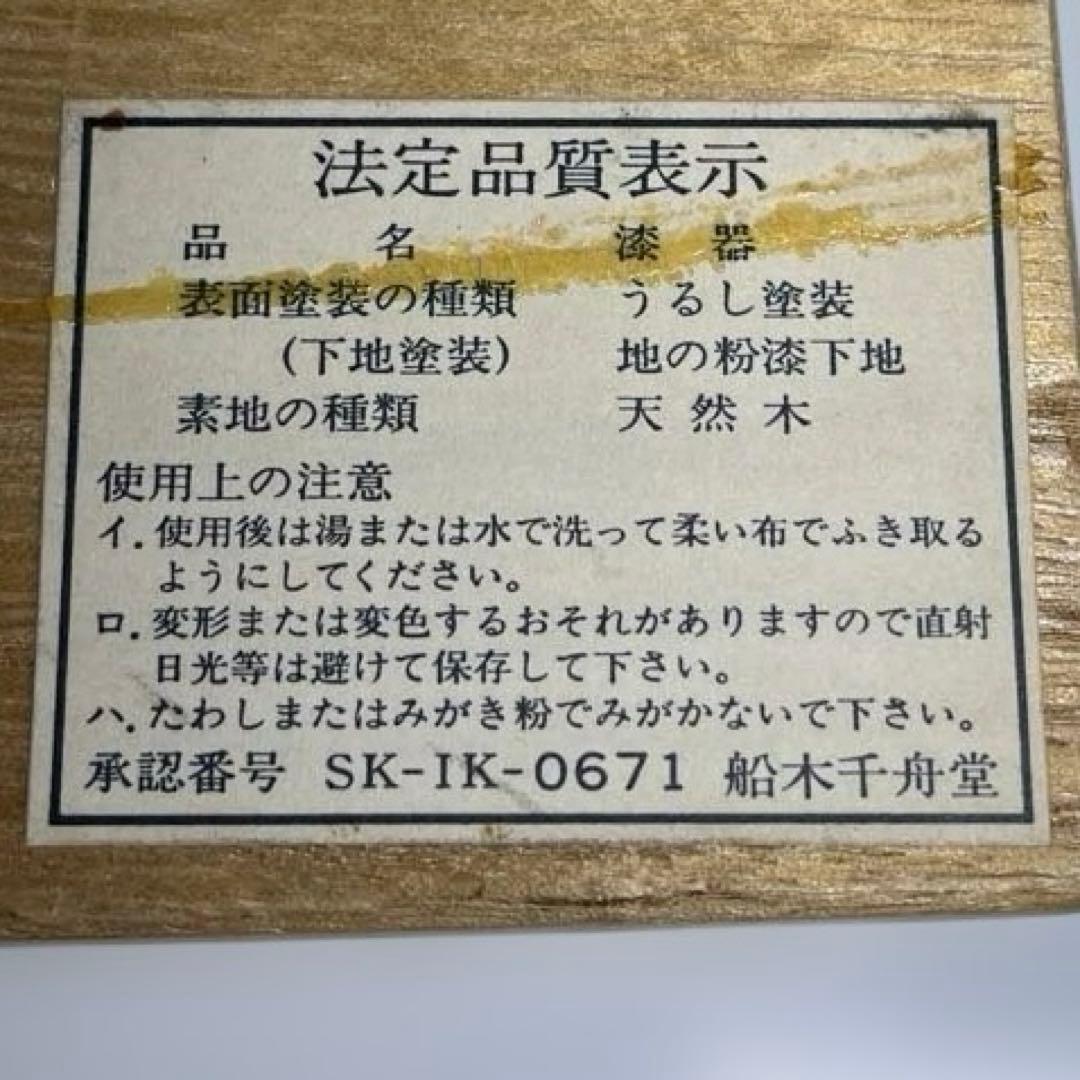 法定品質表示
品名 漆器
表面塗装の種類 うるし塗装
(下地塗装) 地の粉漆下地
素地の種類 天然木
使用上の注意
イ.使用後は湯または水で洗って柔い布でふき取る
ようにしてください。
ロ.変形または変色するおそれがありますので直射
日光等は避けて保存して下さい。
ハ.たわしまたはみがき粉でみがかないで下さい。
承認番号 SK-IK-0671 船木千舟堂